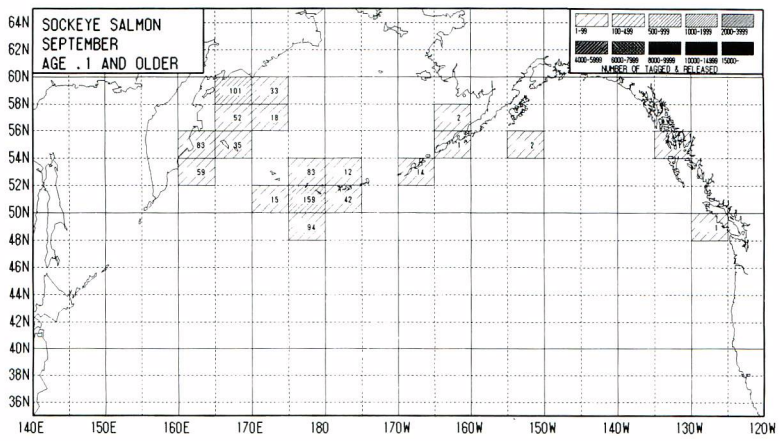 SOCKEYE SALMON
SEPTEMBER
AGE .1 AND OLDER
1-99 100-499 500-999 1000-1999 2000-3999
4000-5999 6000-7999 8000-9999 10000-14999 15000-
NUMBER OF TAGGED & RELEASED
64N
62N
60N
58N
56N
54N
52N
50N
48N
46N
44N
42N
40N
38N
36N
101 33
52 18 2
83 35 1 2
59 83 12 14
15 159 42
94 1
140E 150E 160E 170E 180 170W 160W 150W 140W 130W 120W